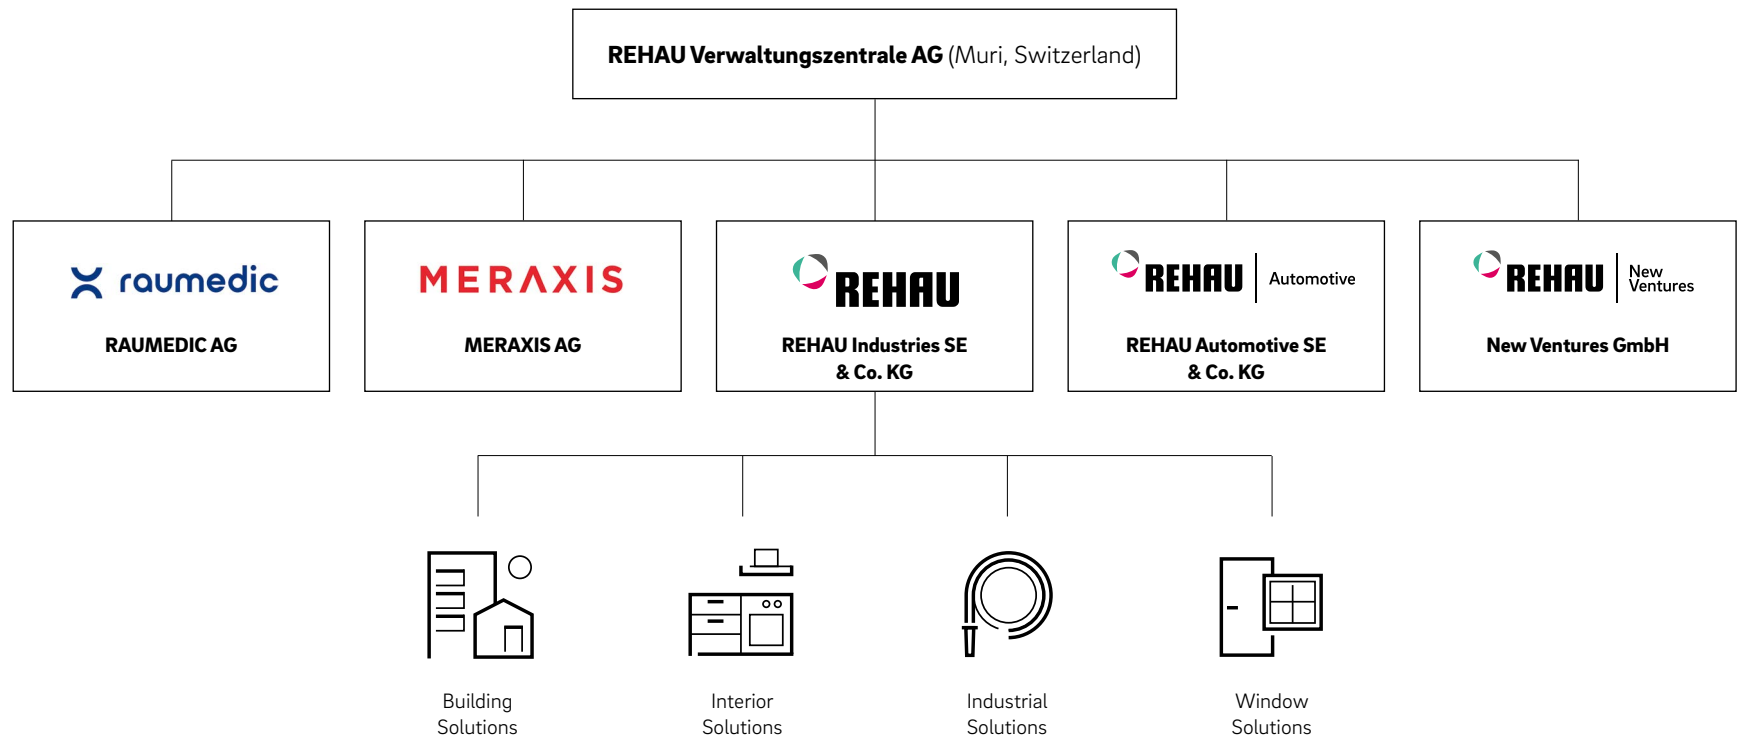 REHAU Verwaltungszentrale AG (Muri, Switzerland)
raumedic
RAUMEDIC AG
MERAXIS
MERAXIS AG
REHAU
REHAU Industries SE
& Co. KG
REHAU Automotive
REHAU Automotive SE
& Co. KG
REHAU New
Ventures
New Ventures GmbH
Building
Solutions
Interior
Solutions
Industrial
Solutions
Window
Solutions